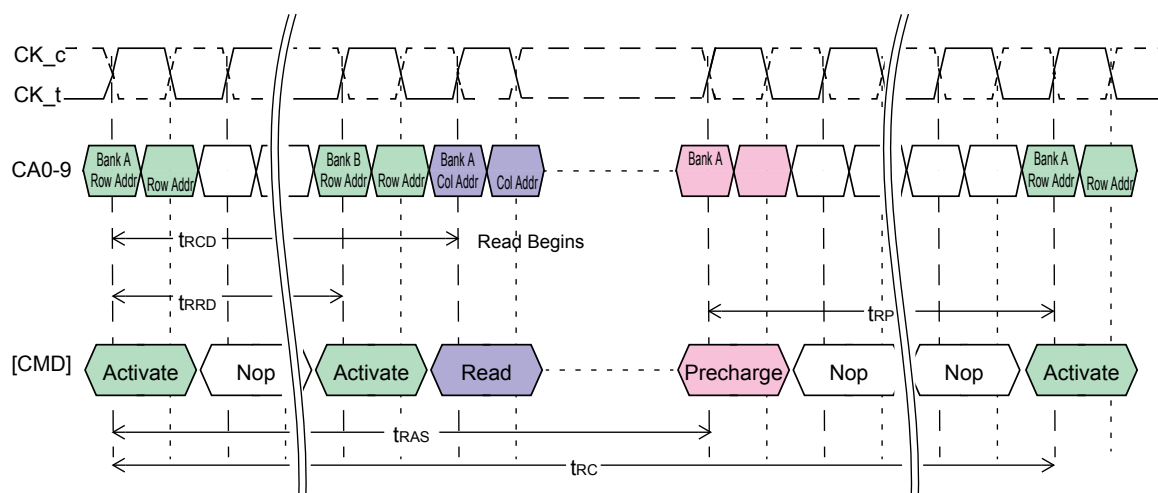 CK_c
CK_t
CA0-9
Bank A
Row Addr
Row Addr
Bank B
Row Addr
Row Addr
Bank A
Col Addr
Col Addr
Bank A
Bank A
Row Addr
Row Addr
tRCD
Read Begins
tRRD
tRP
[CMD]
Activate
Nop
Activate
Read
Precharge
Nop
Nop
Activate
tRAS
tRC